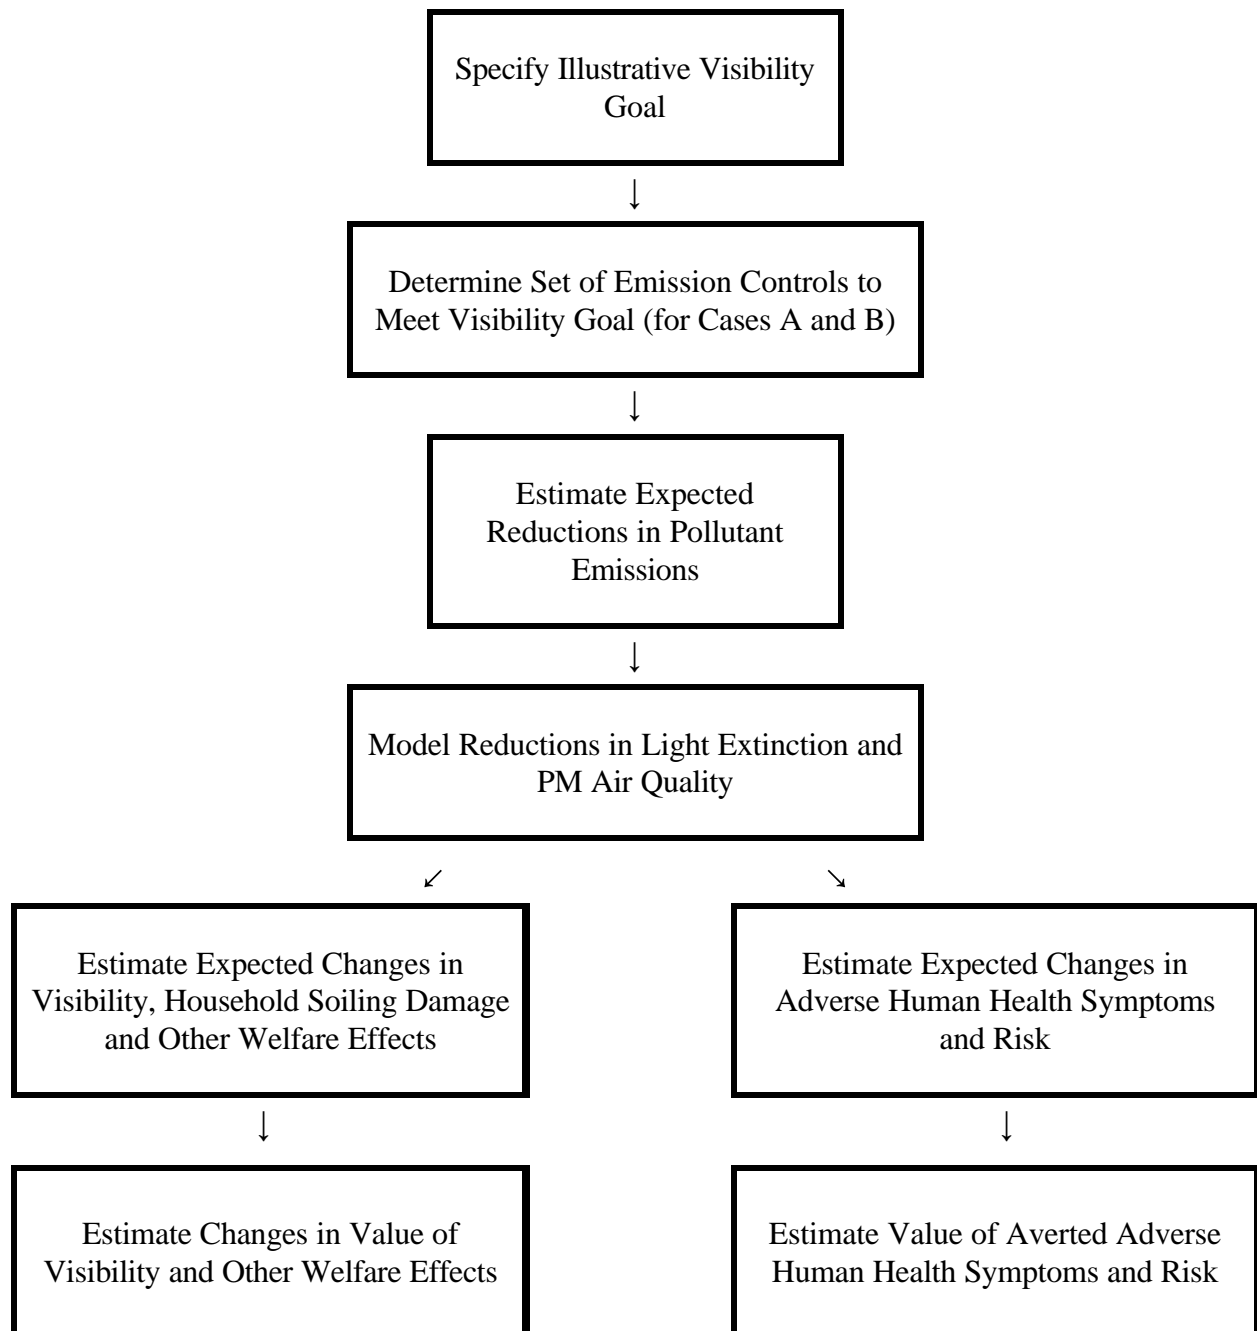 Specify Illustrative Visibility
Goal
↓
Determine Set of Emission Controls to
Meet Visibility Goal (for Cases A and B)
↓
Estimate Expected
Reductions in Pollutant
Emissions
↓
Model Reductions in Light Extinction and
PM Air Quality
↙ ↘
Estimate Expected Changes in
Visibility, Household Soiling Damage
and Other Welfare Effects
Estimate Expected Changes in
Adverse Human Health Symptoms
and Risk
↓ ↓
Estimate Changes in Value of
Visibility and Other Welfare Effects
Estimate Value of Averted Adverse
Human Health Symptoms and Risk